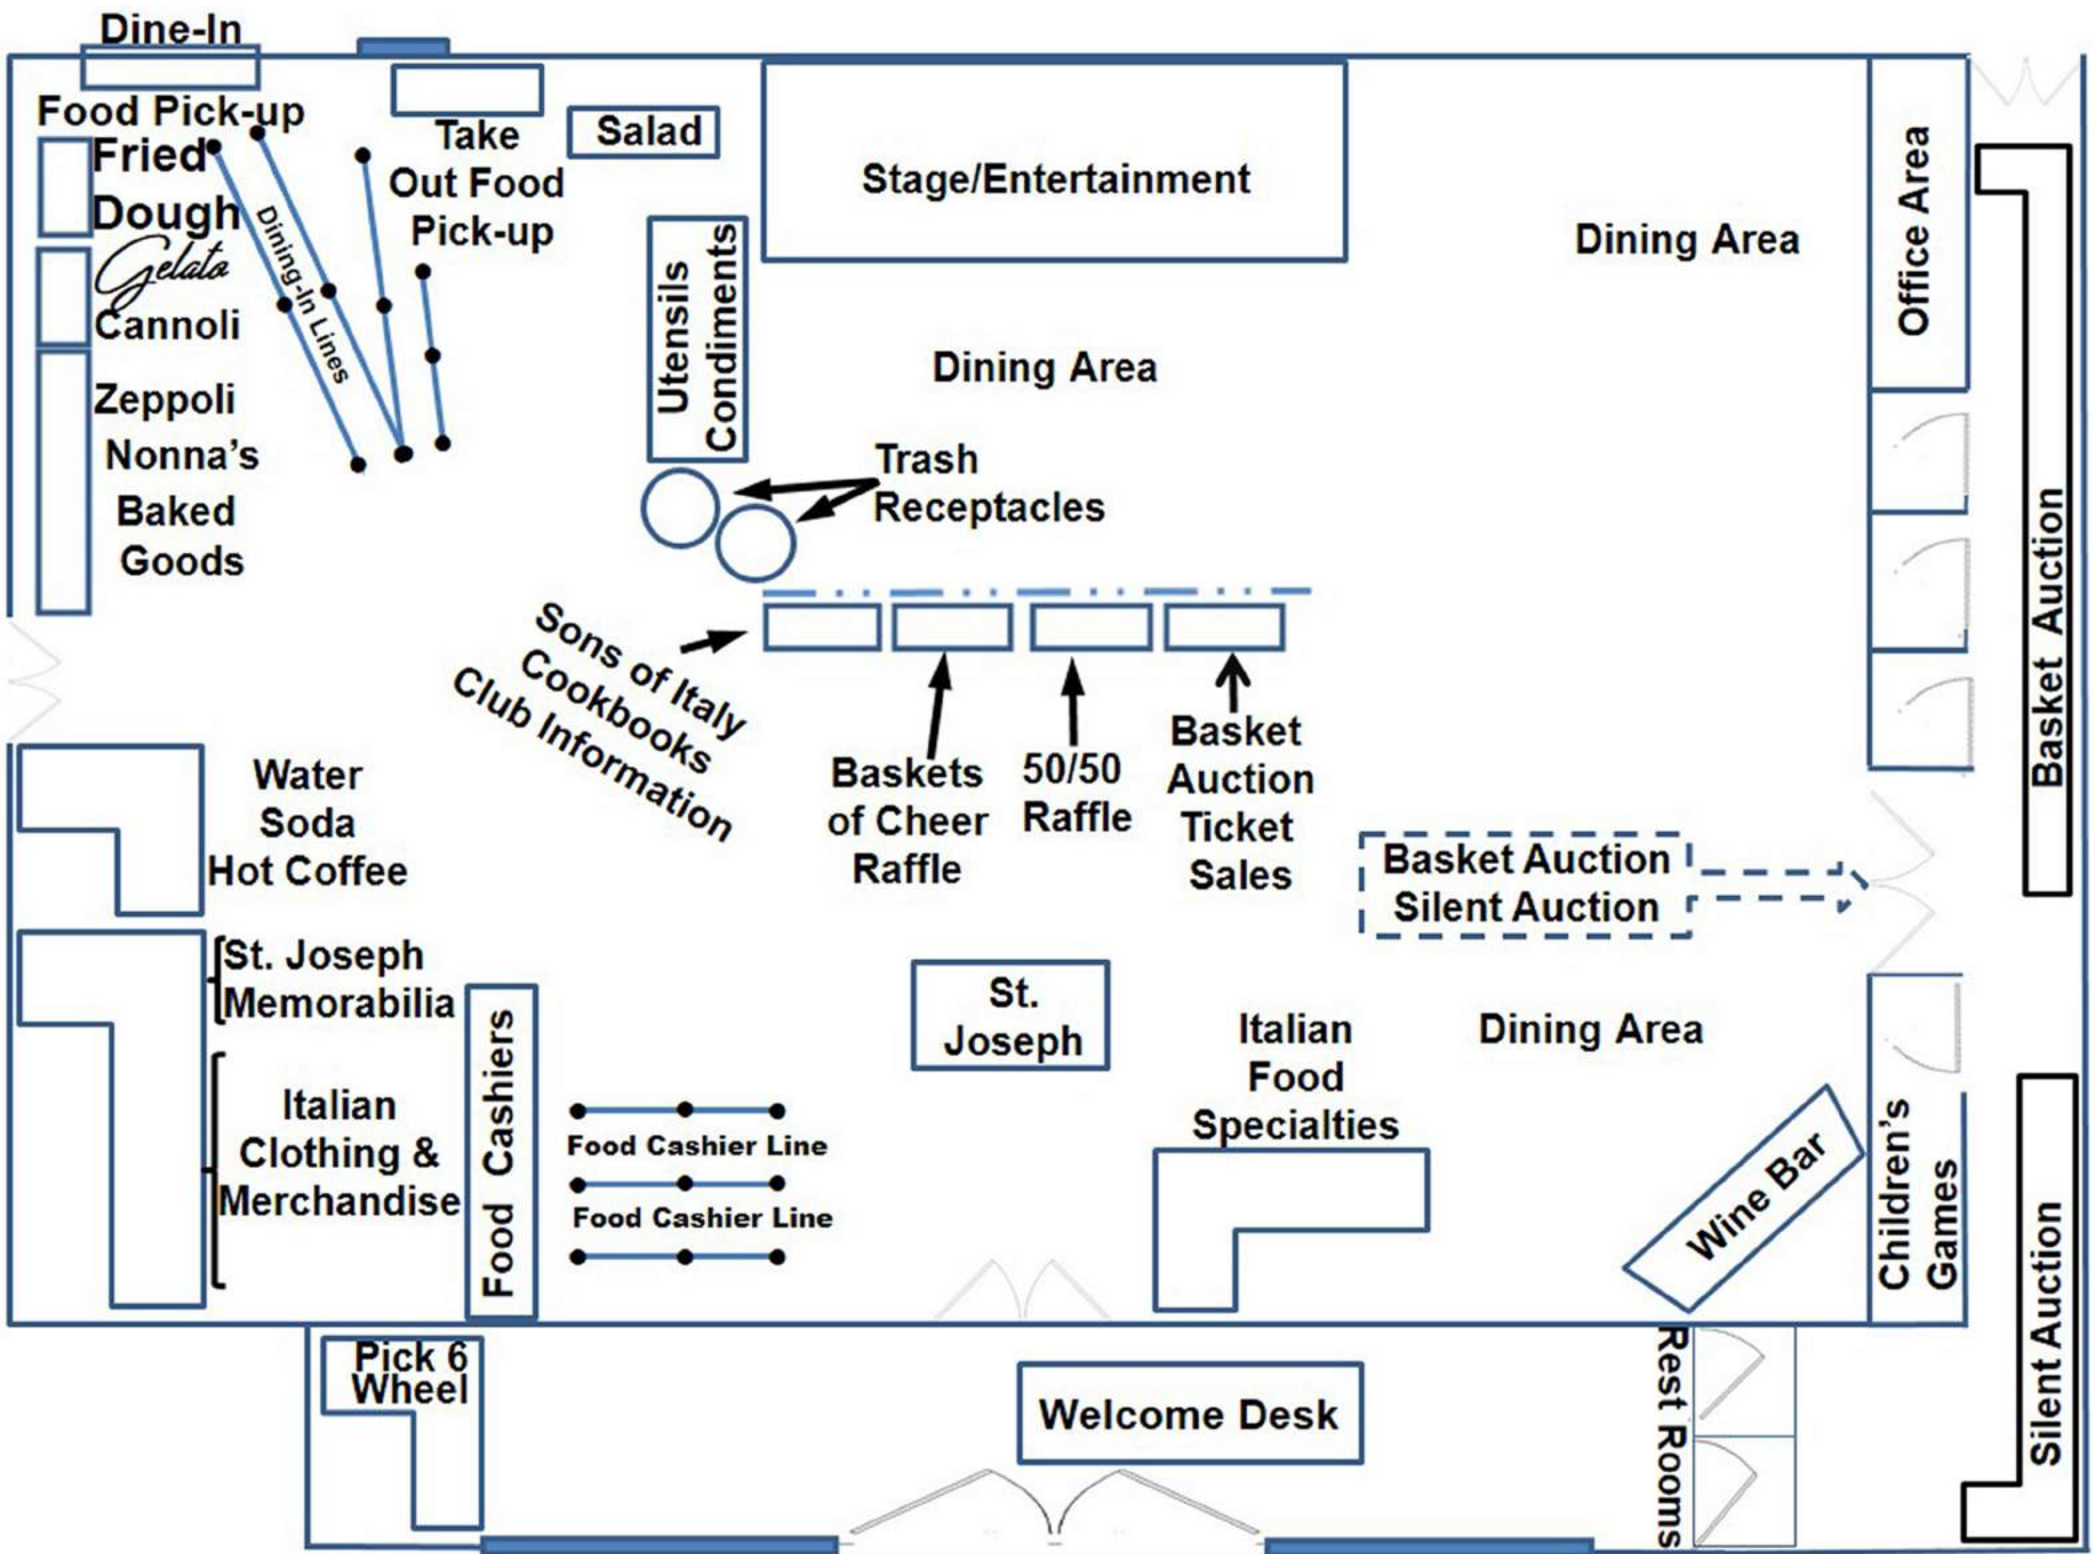 Dine-In
Food Pick-up
Fried
Dough
Gelato
Cannoli
Zeppoli
Nonna's
Baked
Goods
Dining-In Lines
Take
Out Food
Pick-up
Salad
Utensils
Condiments
Stage/Entertainment
Dining Area
Dining Area
Office Area
Trash
Receptacles
Sons of Italy
Cookbooks
Club Information
Baskets
of Cheer
Raffle
50/50
Raffle
Basket
Auction
Ticket
Sales
Basket Auction
Silent Auction
Basket Auction
Water
Soda
Hot Coffee
St. Joseph
Memorabilia
Italian
Clothing &
Merchandise
Food Cashiers
Food Cashier Line
Food Cashier Line
St.
Joseph
Italian
Food
Specialties
Dining Area
Wine Bar
Children's
Games
Silent Auction
Pick 6
Wheel
Welcome Desk
Rest Rooms